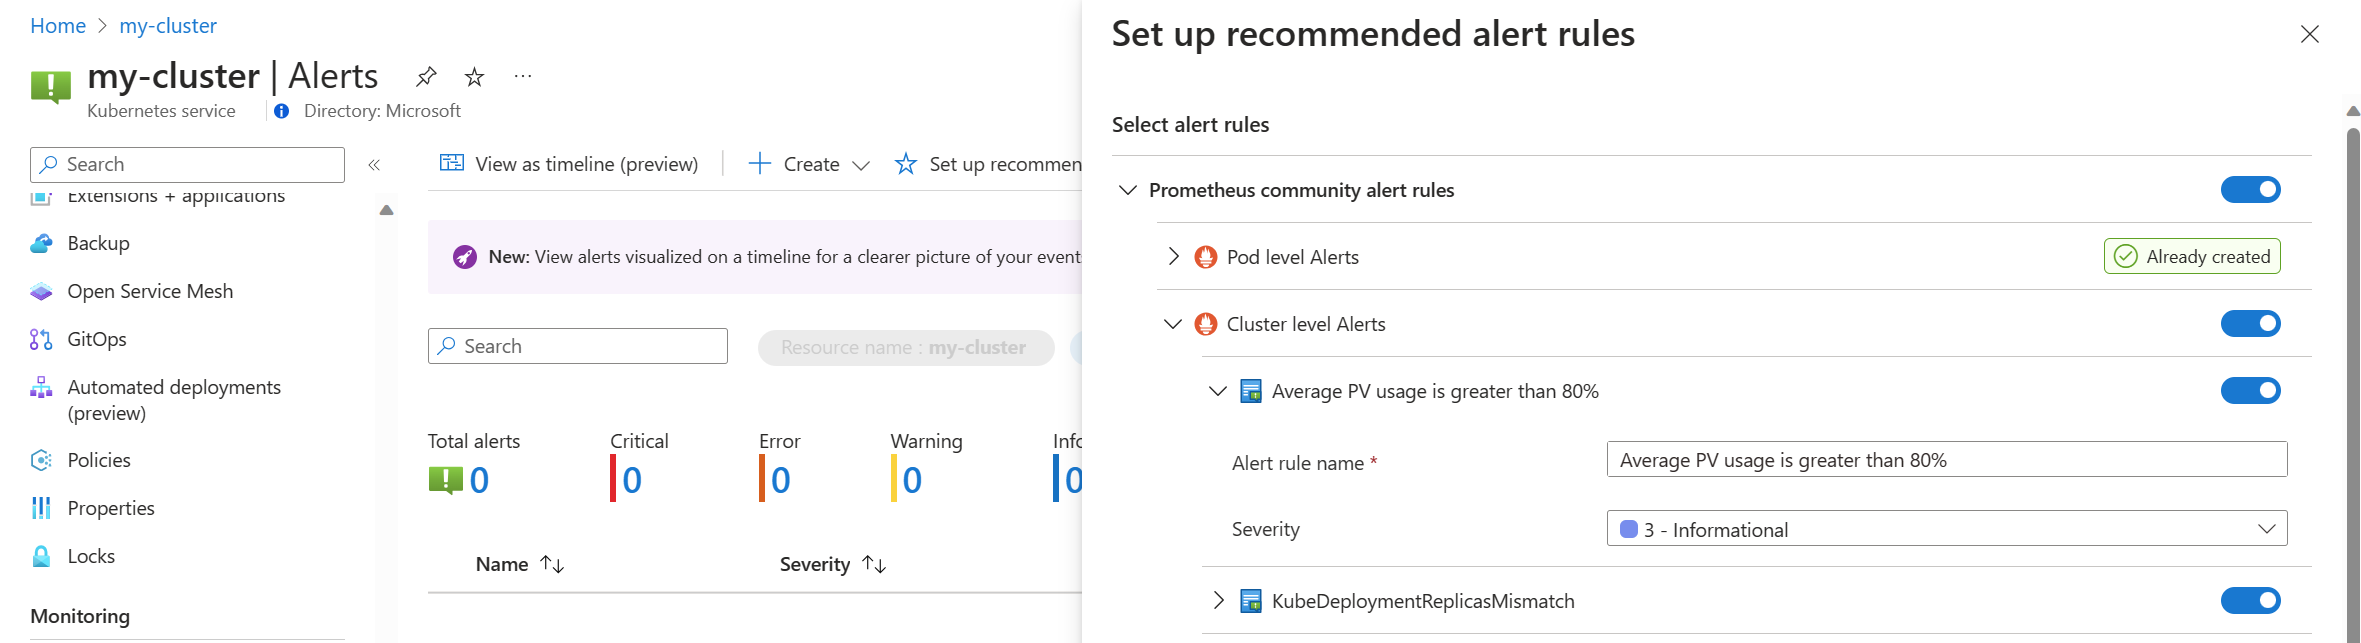 Home > my-cluster
my-cluster | Alerts
Kubernetes service
Directory: Microsoft
Search
Extensions + applications
Backup
Open Service Mesh
GitOps
Automated deployments
(preview)
Policies
Properties
Locks
Monitoring
View as timeline (preview)
Create
Set up recommen
New: View alerts visualized on a timeline for a clearer picture of your event
Search
Resource name : my-cluster
Total alerts
0
Critical
0
Error
0
Warning
0
Info
0
Name
Severity
Set up recommended alert rules
Select alert rules
Prometheus community alert rules
Pod level Alerts
Already created
Cluster level Alerts
Average PV usage is greater than 80%
Alert rule name *
Average PV usage is greater than 80%
Severity
3 - Informational
KubeDeploymentReplicasMismatch